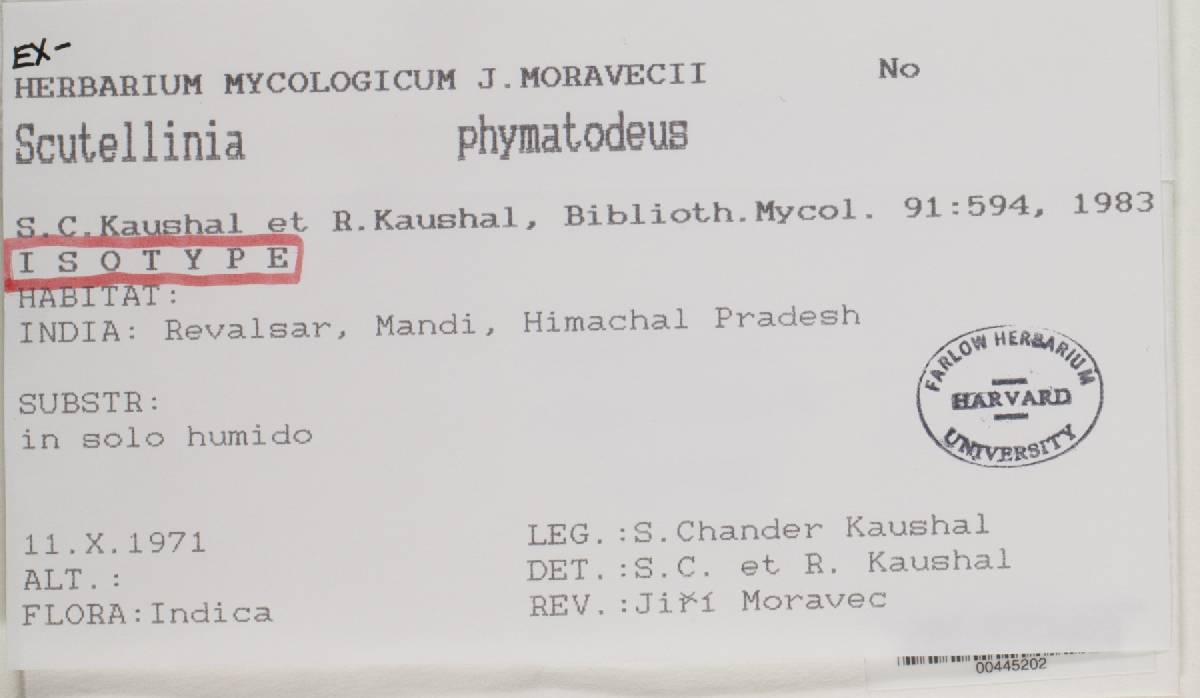 EX-
HERBARIUM MYCOLOGICUM J.MORAVECII No
Scutellinia phymatodeus
S.C.Kaushal et R.Kaushal, Biblioth.Mycol. 91:594, 1983
I S O T Y P E
HABITAT:
INDIA: Revalsar, Mandi, Himachal Pradesh
FARLOW HERBARIUM
HARVARD
UNIVERSITY
SUBSTR:
in solo humido
11.X.1971
ALT.:
FLORA:Indica
LEG.:S.Chander Kaushal
DET.:S.C. et R. Kaushal
REV.:Jiří Moravec
00445202